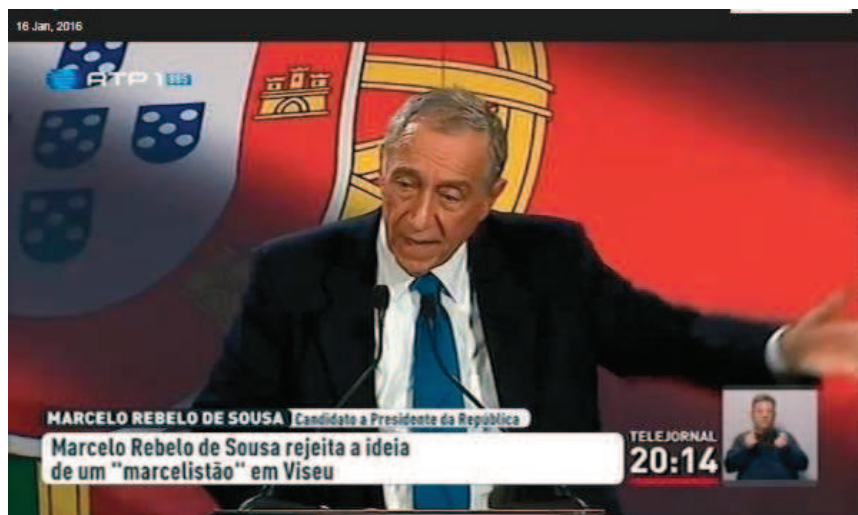 16 Jan, 2016
RTP 1
MARCELO REBELO DE SOUSA Candidato a Presidente da República
Marcelo Rebelo de Sousa rejeita a ideia
de um "marcelistão" em Viseu
TELEJORNAL
20:14